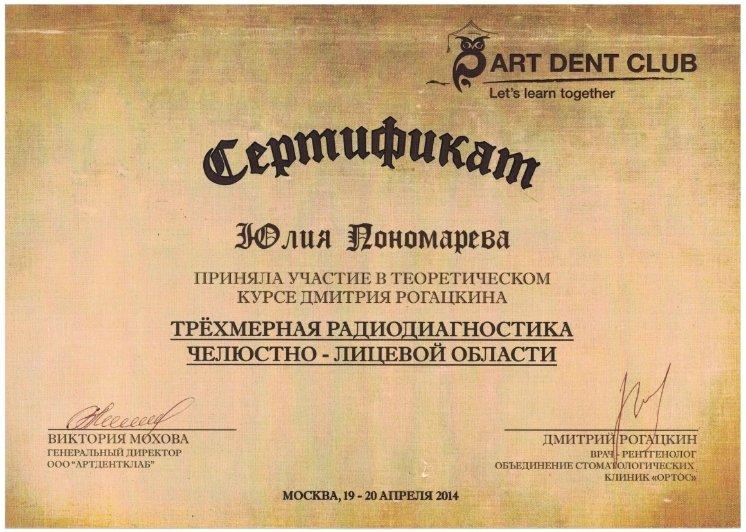 ART DENT CLUB
Let's learn together
Сертификат
Юлия Пономарева
ПРИНЯЛА УЧАСТИЕ В ТЕОРЕТИЧЕСКОМ
КУРСЕ ДМИТРИЯ РОГАЦКИНА
ТРЁХМЕРНАЯ РАДИОДИАГНОСТИКА
ЧЕЛЮСТНО - ЛИЦЕВОЙ ОБЛАСТИ
ВИКТОРИЯ МОХОВА
ГЕНЕРАЛЬНЫЙ ДИРЕКТОР
ООО "АРТДЕНТКЛАБ"
ДМИТРИЙ РОГАЦКИН
ВРАЧ - РЕНТГЕНОЛОГ
ОБЪЕДИНЕНИЕ СТОМАТОЛОГИЧЕСКИХ
КЛИНИК «ОРТОС»
МОСКВА, 19 - 20 АПРЕЛЯ 2014